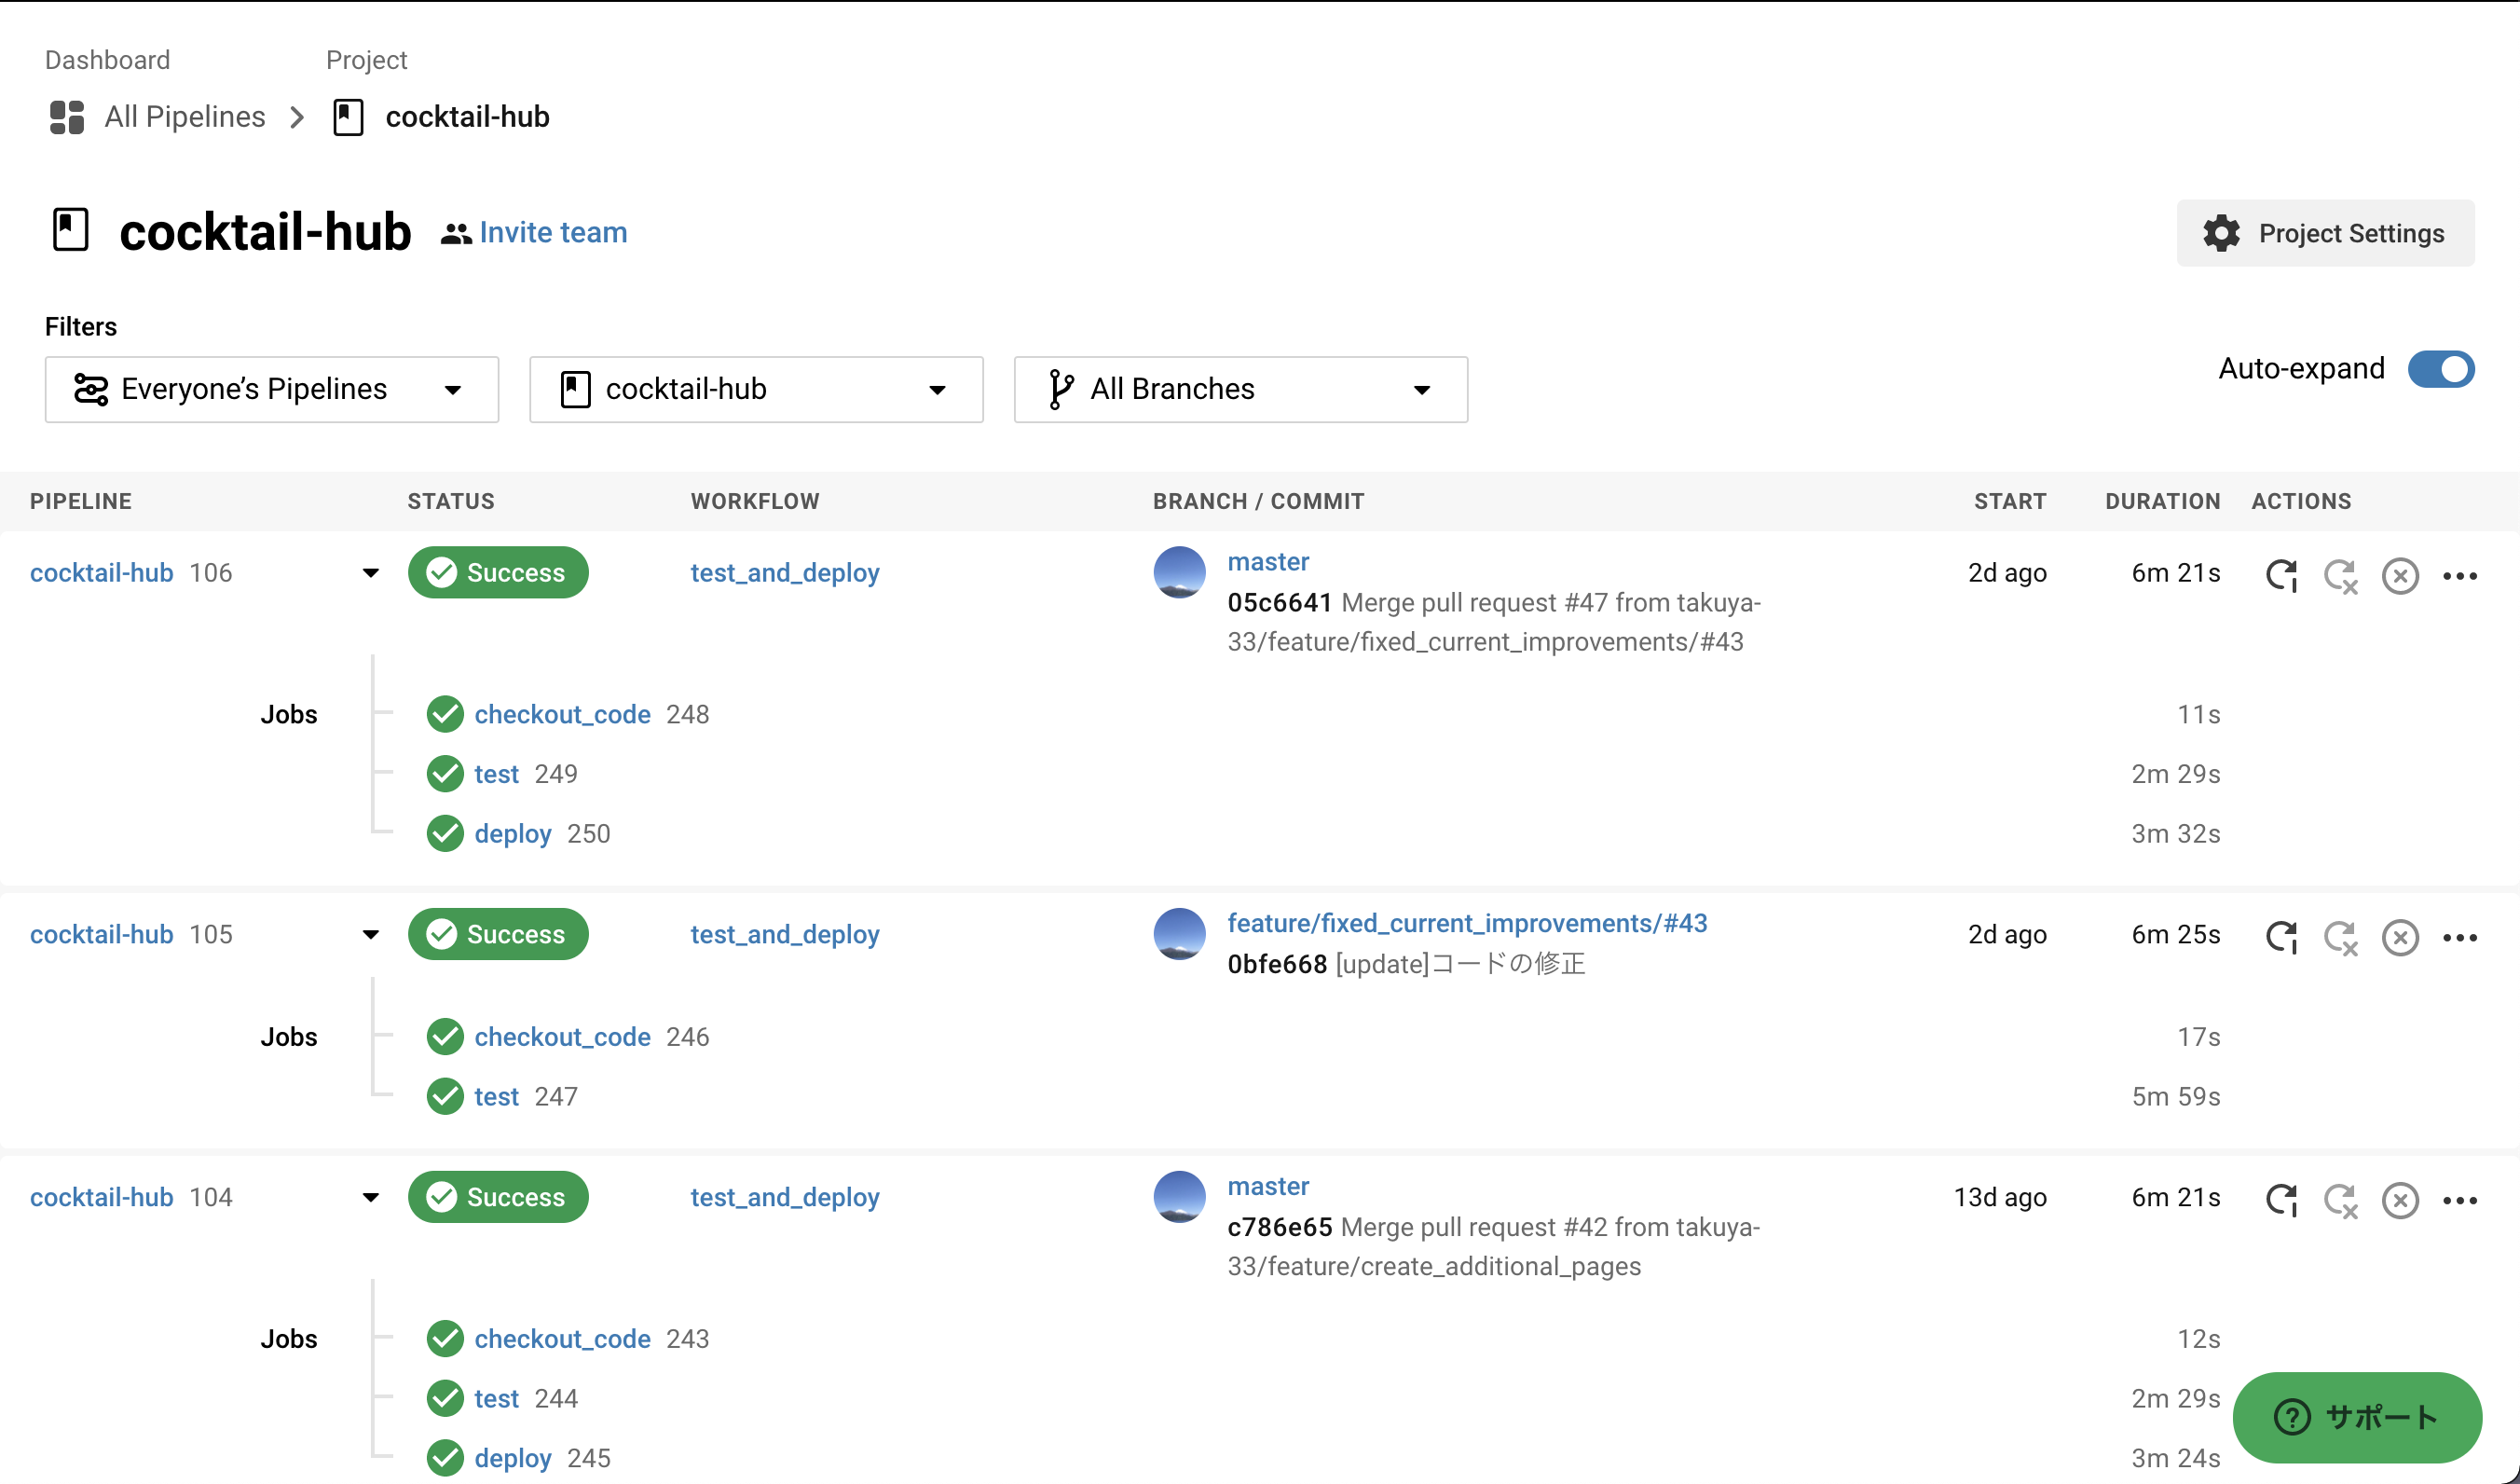 Dashboard Project
All Pipelines cocktail-hub
cocktail-hub Invite team Project Settings
Filters
Everyone’s Pipelines cocktail-hub All Branches Auto-expand
PIPELINE STATUS WORKFLOW BRANCH / COMMIT START DURATION ACTIONS
cocktail-hub 106 Success test_and_deploy master 2d ago 6m 21s
05c6641 Merge pull request #47 from takuya-
33/feature/fixed_current_improvements/#43
Jobs checkout_code 248 11s
test 249 2m 29s
deploy 250 3m 32s
cocktail-hub 105 Success test_and_deploy feature/fixed_current_improvements/#43 2d ago 6m 25s
0bfe668 [update]コードの修正
Jobs checkout_code 246 17s
test 247 5m 59s
cocktail-hub 104 Success test_and_deploy master 13d ago 6m 21s
c786e65 Merge pull request #42 from takuya-
33/feature/create_additional_pages
Jobs checkout_code 243 12s
test 244 2m 29s
サポート
deploy 245 3m 24s